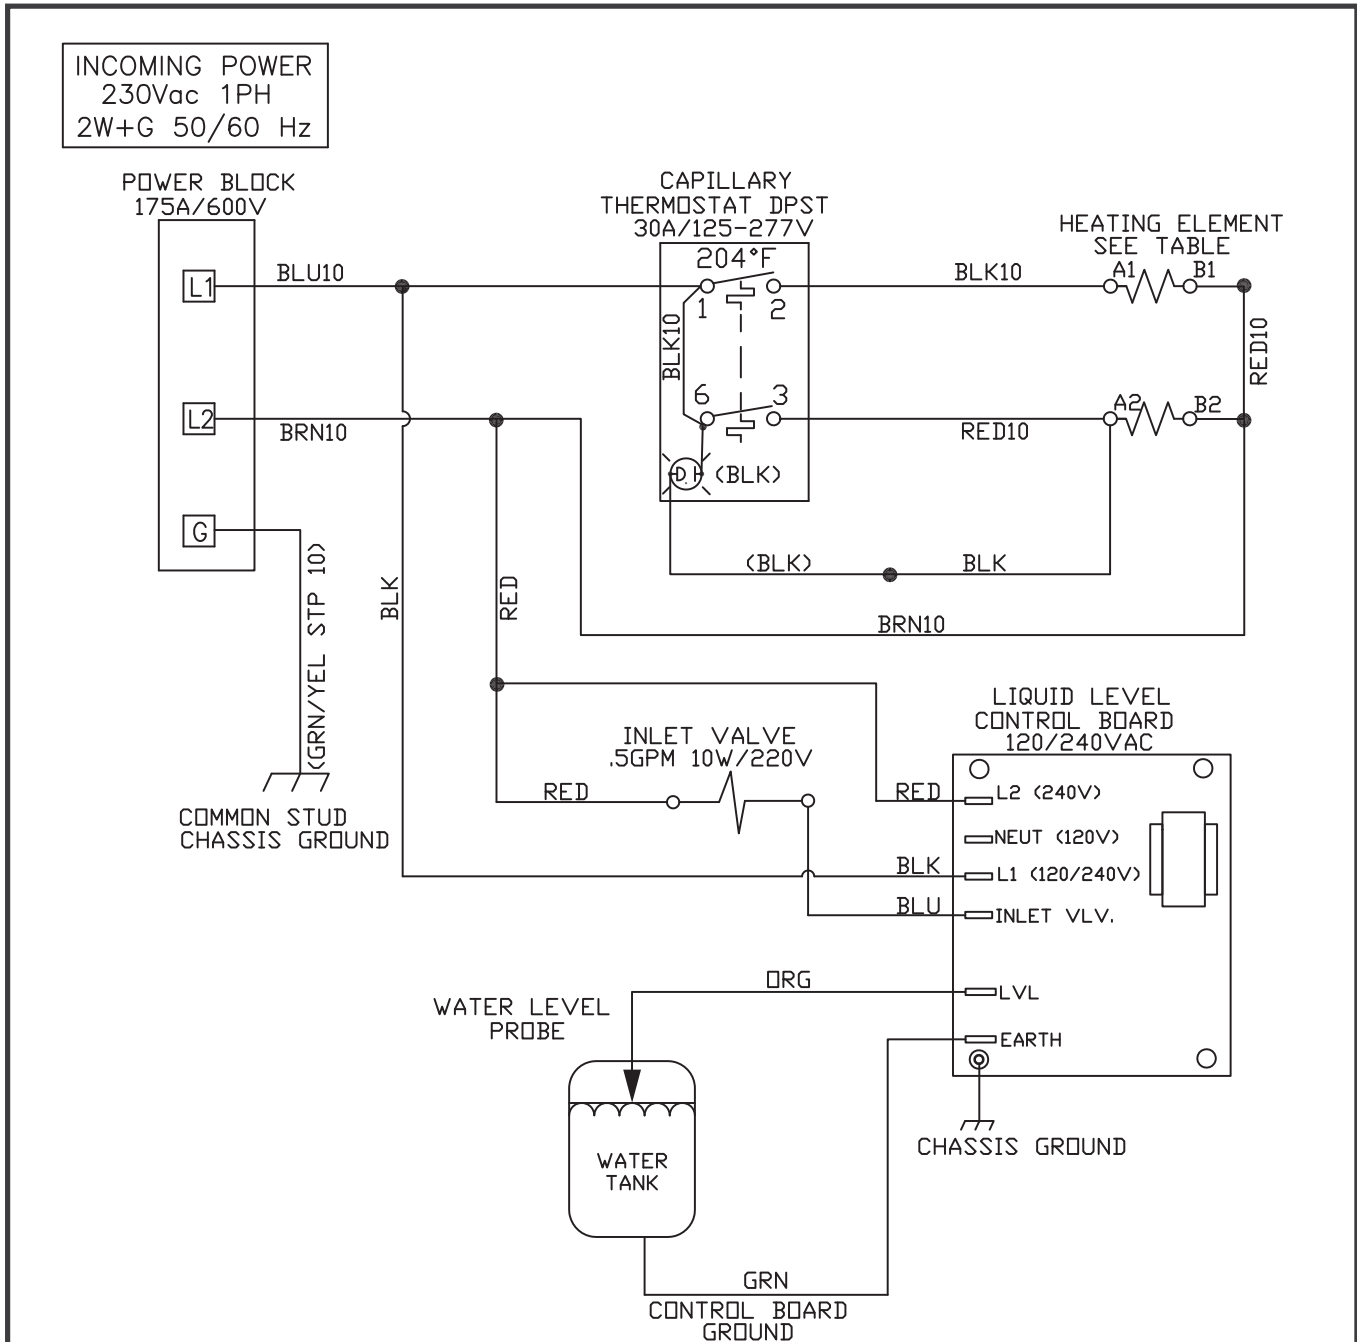 INCOMING POWER
230Vac 1PH
2W+G 50/60 Hz
POWER BLOCK
175A/600V
L1
BLU10
L2
BRN10
G
(GRN/YEL STP 10)
COMMON STUD
CHASSIS GROUND
BLK
RED
CAPILLARY
THERMOSTAT DPST
30A/125-277V
204°F
1
2
BLK10
6
3
(BLK)
BLK10
RED10
HEATING ELEMENT
SEE TABLE
A1
B1
A2
B2
RED10
(BLK)
BLK
BRN10
INLET VALVE
.5GPM 10W/220V
RED
LIQUID LEVEL
CONTROL BOARD
120/240VAC
RED
L2 (240V)
NEUT (120V)
BLK
L1 (120/240V)
BLU
INLET VLV.
ORG
LVL
EARTH
CHASSIS GROUND
WATER LEVEL
PROBE
WATER
TANK
GRN
CONTROL BOARD
GROUND